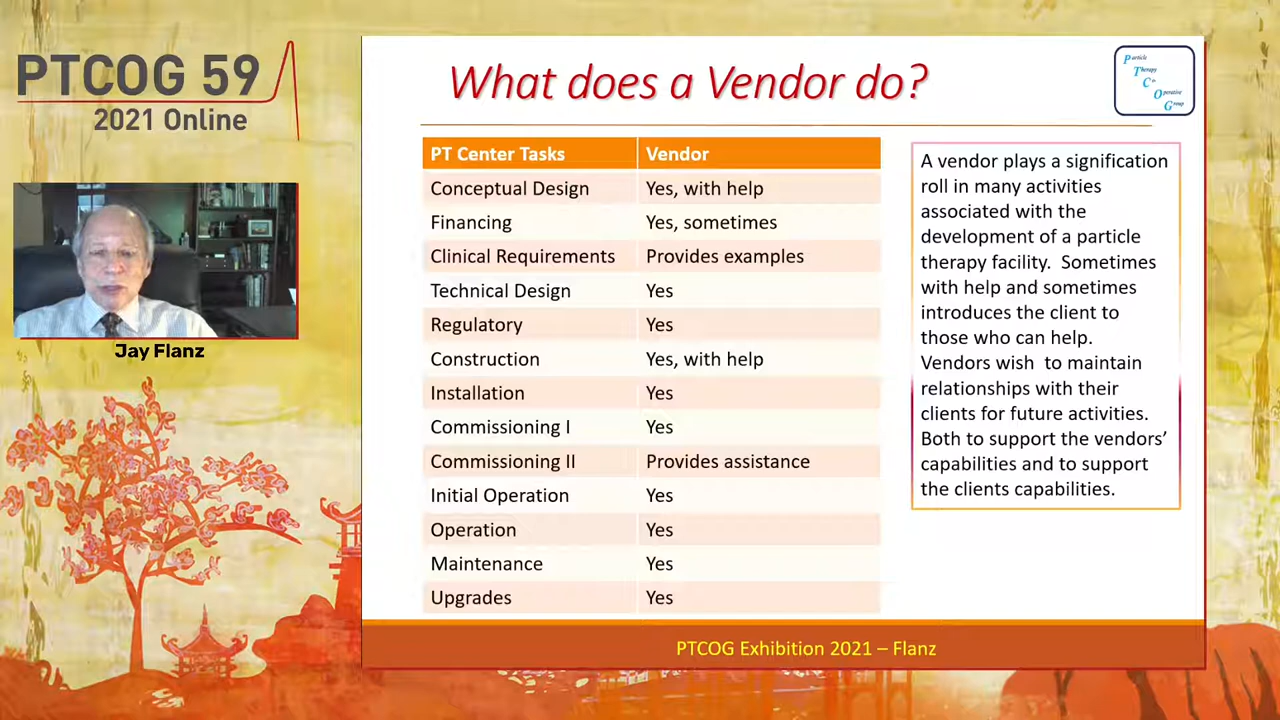 PTCOG 59
2021 Online
Jay Flanz
What does a Vendor do?
Particle
Therapy
Co
Operative
Group
PT Center Tasks Vendor
Conceptual Design Yes, with help
Financing Yes, sometimes
Clinical Requirements Provides examples
Technical Design Yes
Regulatory Yes
Construction Yes, with help
Installation Yes
Commissioning I Yes
Commissioning II Provides assistance
Initial Operation Yes
Operation Yes
Maintenance Yes
Upgrades Yes
A vendor plays a signification
roll in many activities
associated with the
development of a particle
therapy facility. Sometimes
with help and sometimes
introduces the client to
those who can help.
Vendors wish to maintain
relationships with their
clients for future activities.
Both to support the vendors’
capabilities and to support
the clients capabilities.
PTCOG Exhibition 2021 – Flanz